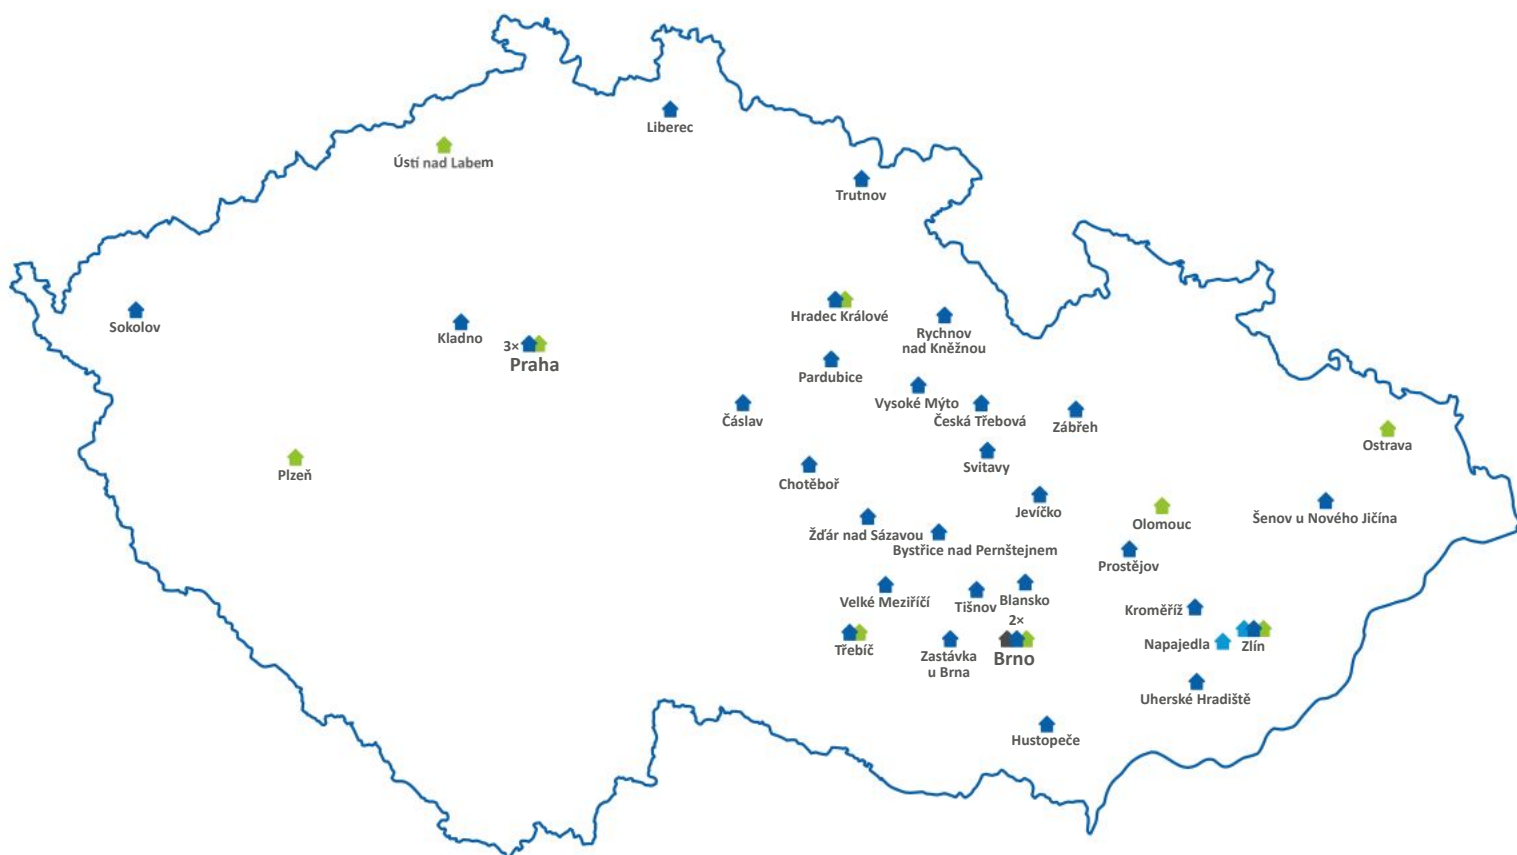 Liberec
Ústí nad Labem
Trutnov
Hradec Králové
Sokolov
Kladno
3×
Praha
Rychnov
nad Kněžnou
Pardubice
Vysoké Mýto
Čáslav
Česká Třebová
Zábřeh
Ostrava
Plzeň
Svitavy
Chotěboř
Jevíčko
Olomouc
Šenov u Nového Jičína
Žďár nad Sázavou
Bystřice nad Pernštejnem
Prostějov
Velké Meziříčí
Tišnov
Blansko
Kroměříž
2×
Třebíč
Zastávka
u Brna
Brno
Napajedla
Zlín
Uherské Hradiště
Hustopeče